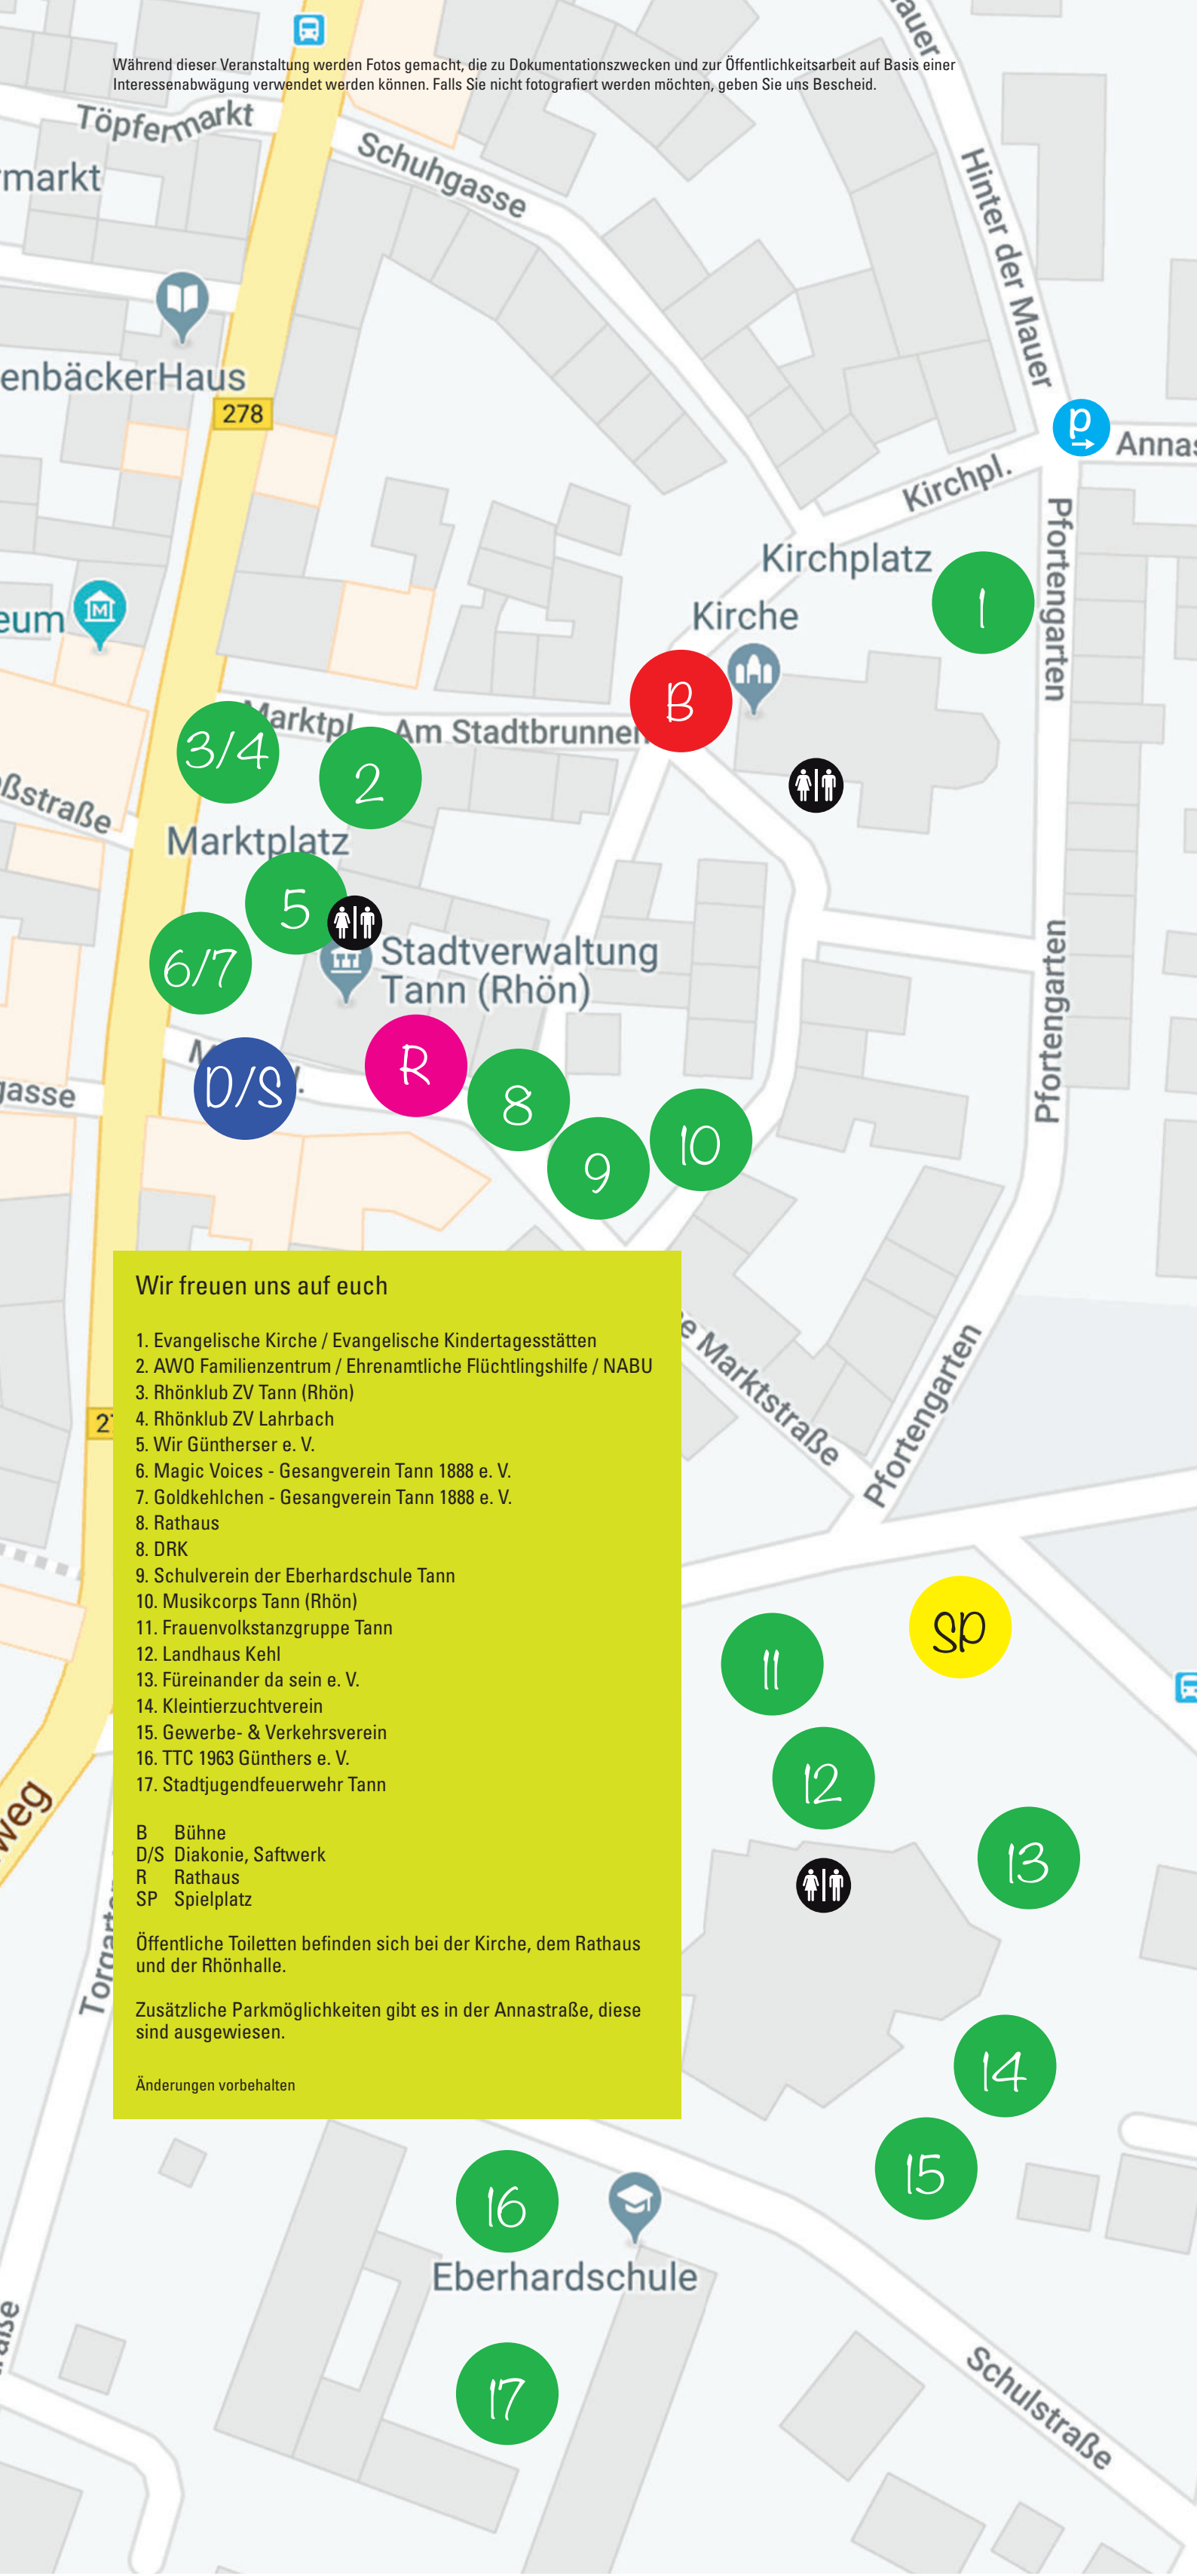 Während dieser Veranstaltung werden Fotos gemacht, die zu Dokumentationszwecken und zur Öffentlichkeitsarbeit auf Basis einer
Interessenabwägung verwendet werden können. Falls Sie nicht fotografiert werden möchten, geben Sie uns Bescheid.
auer
Töpfermarkt
markt
Schuhgasse
Hinter der Mauer
enbäckerHaus
278
p
Annas
Kirchpl.
Pfortengarten
Kirchplatz
1
Kirche
eum
M
B
Marktpl.
Am Stadtbrunnen
3/4
2
ßstraße
Marktplatz
5
6/7
Stadtverwaltung
Tann (Rhön)
Pfortengarten
R
D/S
gasse
8
9
10
Wir freuen uns auf euch
1. Evangelische Kirche / Evangelische Kindertagesstätten
2. AWO Familienzentrum / Ehrenamtliche Flüchtlingshilfe / NABU
3. Rhönklub ZV Tann (Rhön)
4. Rhönklub ZV Lahrbach
5. Wir Güntherser e. V.
6. Magic Voices - Gesangverein Tann 1888 e. V.
7. Goldkehlchen - Gesangverein Tann 1888 e. V.
8. Rathaus
8. DRK
9. Schulverein der Eberhardschule Tann
10. Musikcorps Tann (Rhön)
11. Frauenvolkstanzgruppe Tann
12. Landhaus Kehl
13. Füreinander da sein e. V.
14. Kleintierzuchtverein
15. Gewerbe- & Verkehrsverein
16. TTC 1963 Günthers e. V.
17. Stadtjugendfeuerwehr Tann
B Bühne
D/S Diakonie, Saftwerk
R Rathaus
SP Spielplatz
Öffentliche Toiletten befinden sich bei der Kirche, dem Rathaus
und der Rhönhalle.
Zusätzliche Parkmöglichkeiten gibt es in der Annastraße, diese
sind ausgewiesen.
Änderungen vorbehalten
e Marktstraße
Pfortengarten
SP
11
12
13
weg
14
15
16
Eberhardschule
17
Schulstraße